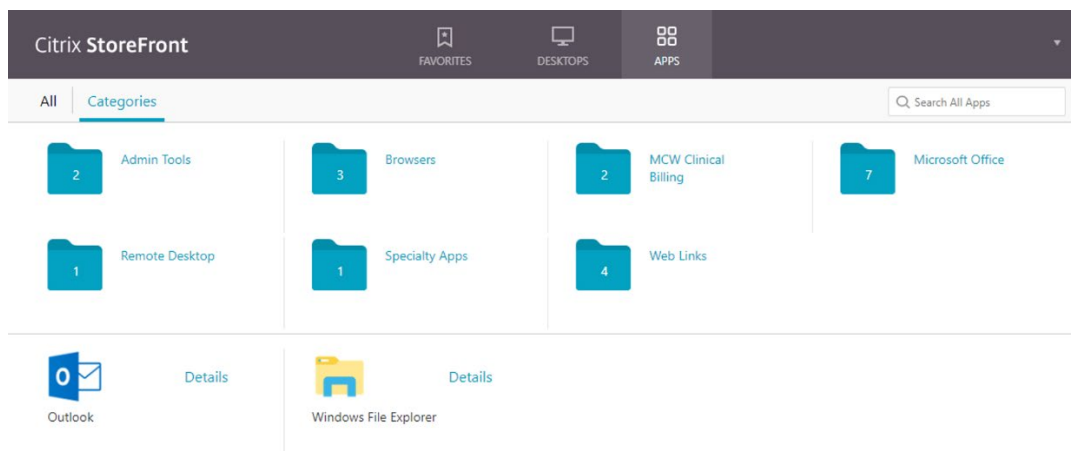 Citrix StoreFront
FAVORITES
DESKTOPS
APPS
All
Categories
Search All Apps
2
Admin Tools
3
Browsers
2
MCW Clinical
Billing
7
Microsoft Office
1
Remote Desktop
1
Specialty Apps
4
Web Links
O
Details
Outlook
Details
Windows File Explorer